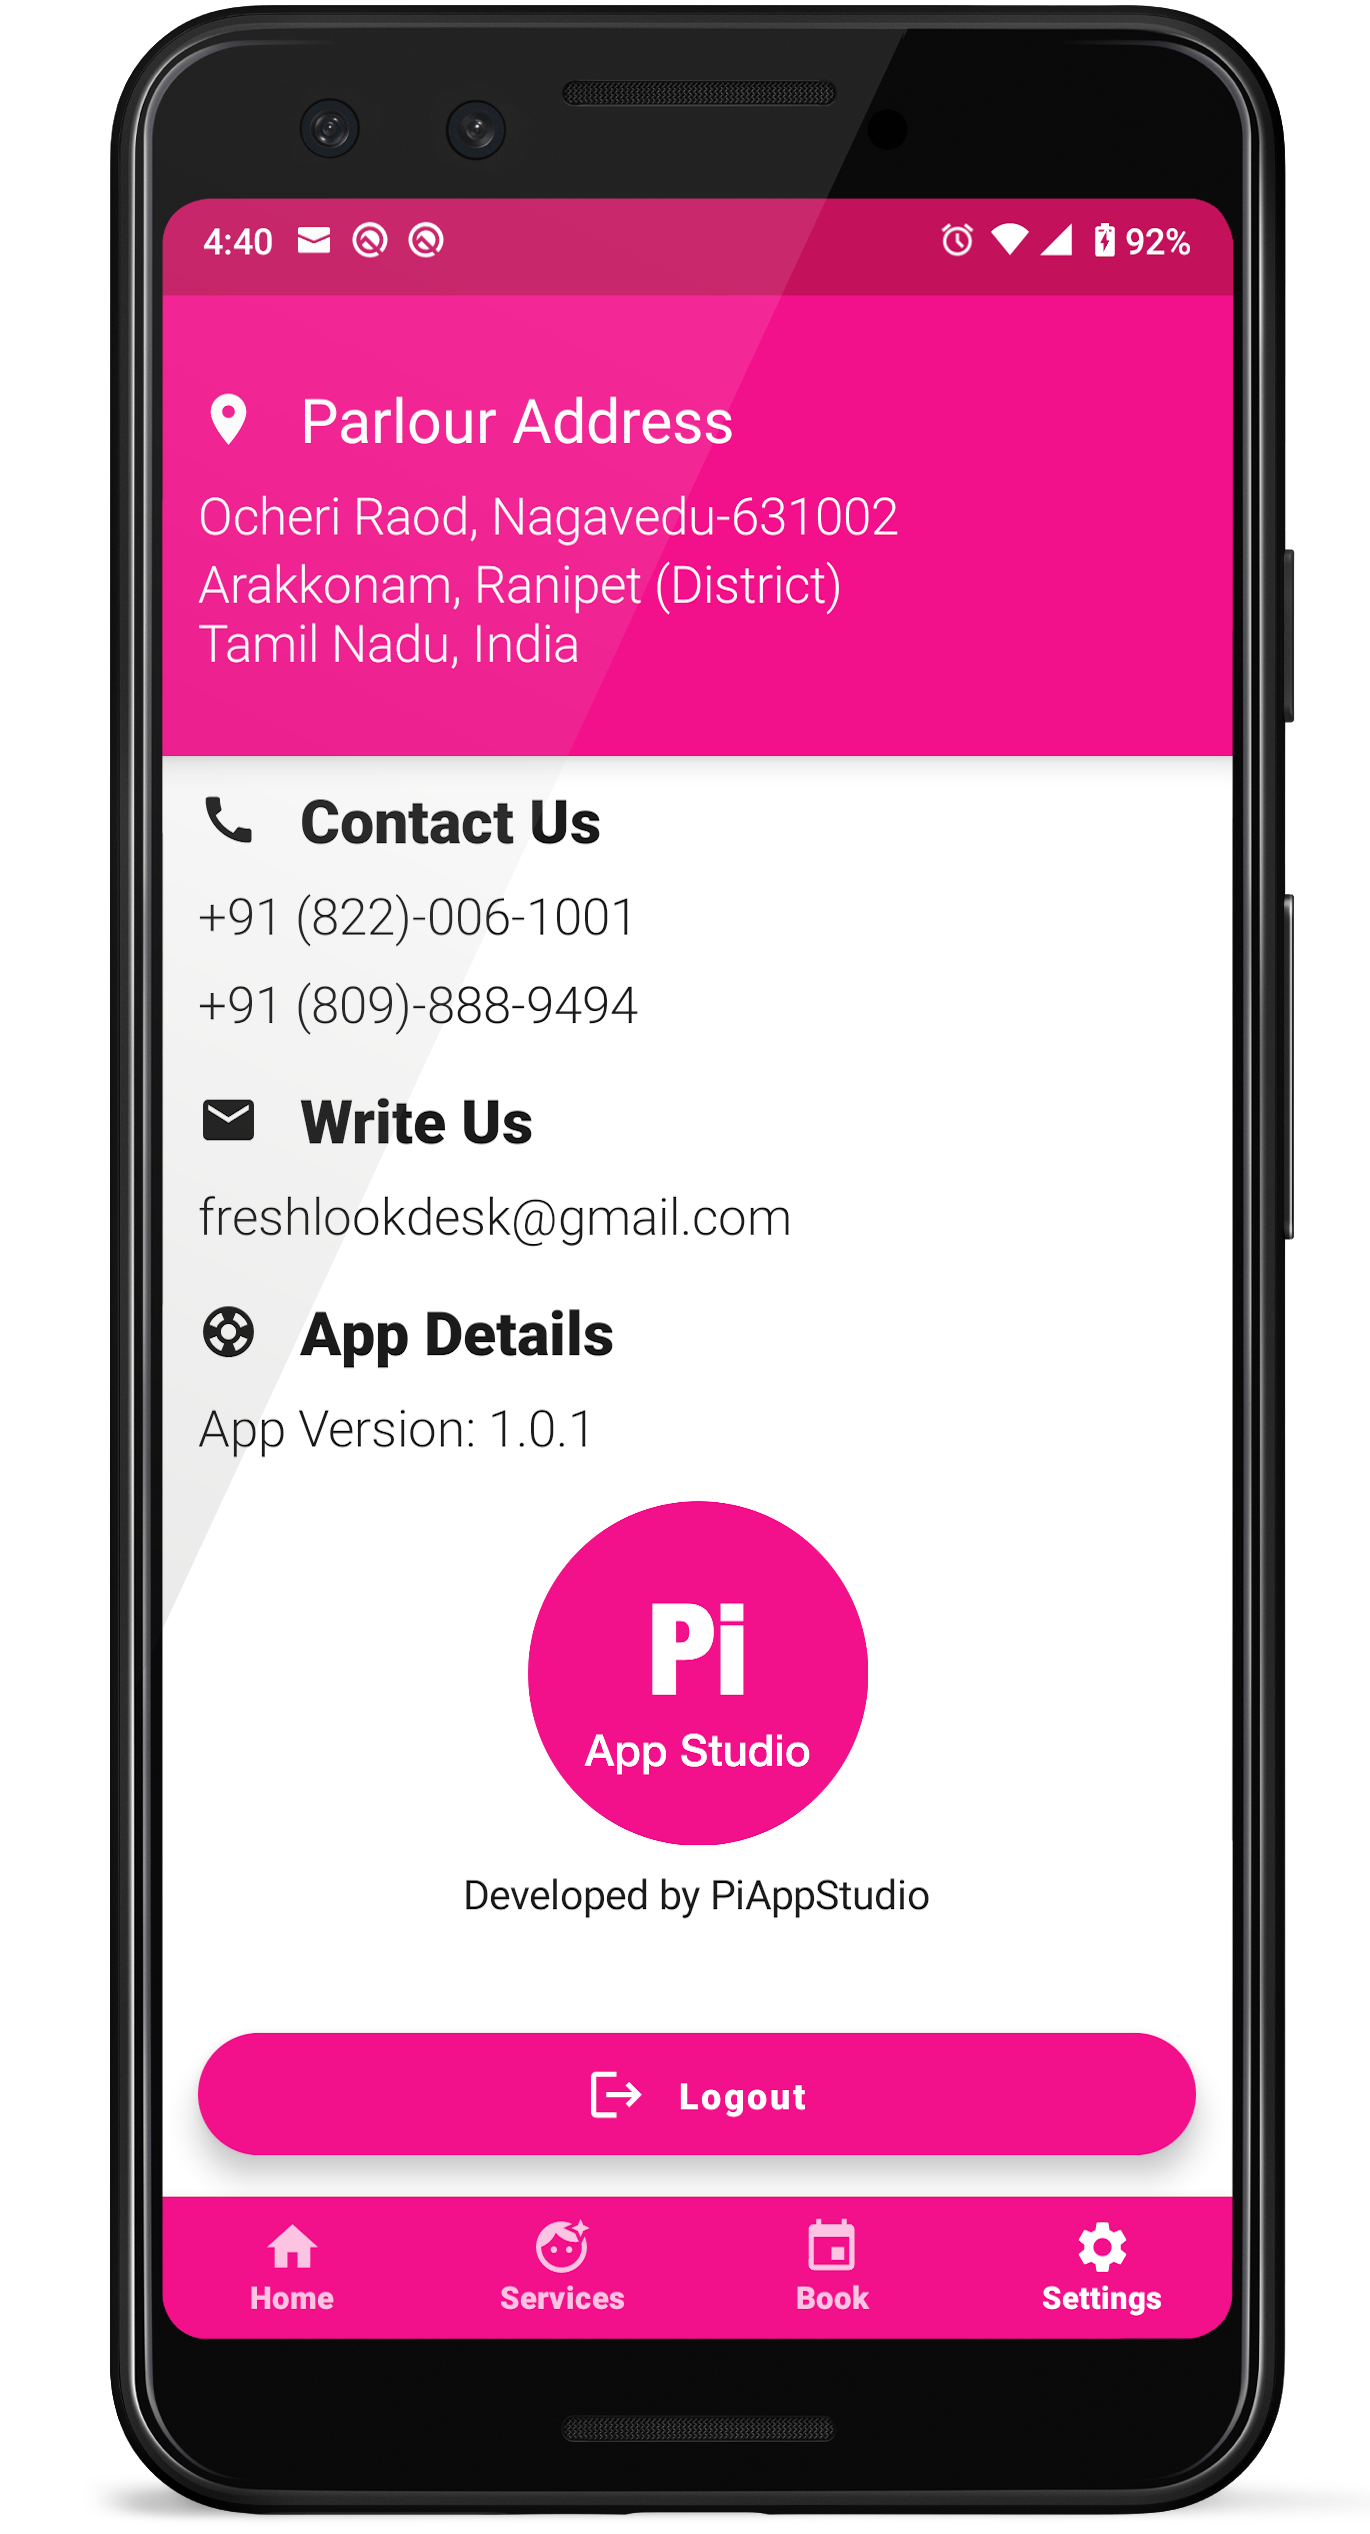 4:40
92%
Parlour Address
Ocheri Raod, Nagavedu-631002
Arakkonam, Ranipet (District)
Tamil Nadu, India
Contact Us
+91 (822)-006-1001
+91 (809)-888-9494
Write Us
freshlookdesk@gmail.com
App Details
App Version: 1.0.1
Pi
App Studio
Developed by PiAppStudio
Logout
Home
Services
Book
Settings